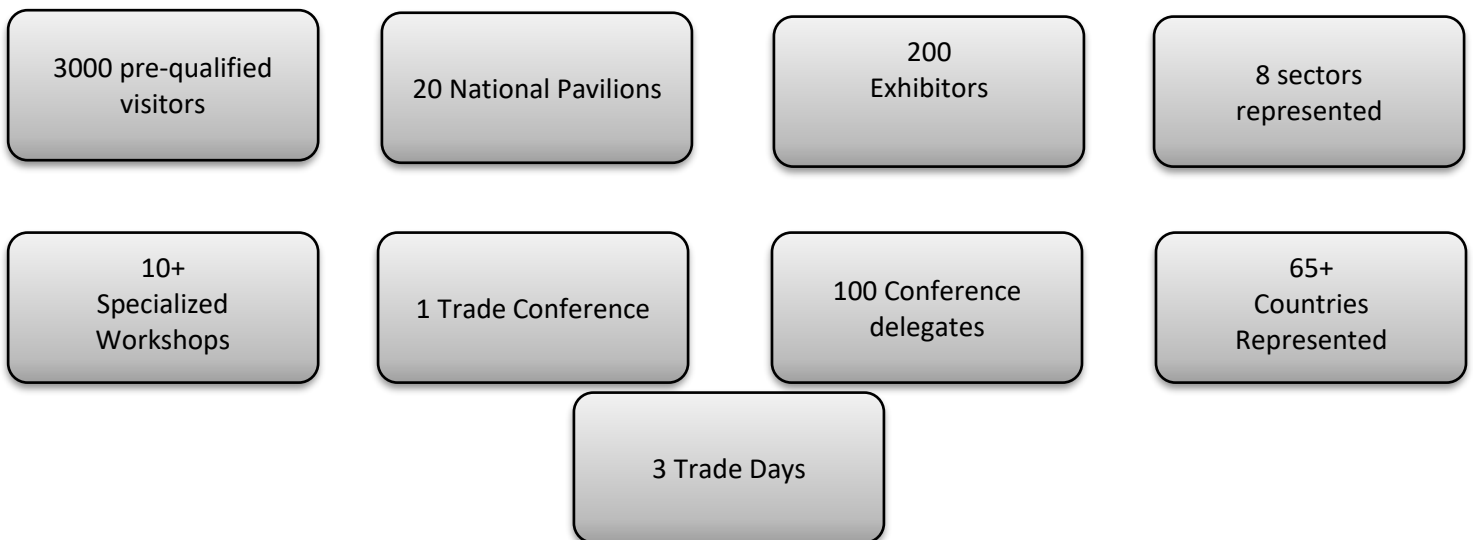 3000 pre-qualified
visitors
20 National Pavilions
200
Exhibitors
8 sectors
represented
10+
Specialized
Workshops
1 Trade Conference
100 Conference
delegates
65+
Countries
Represented
3 Trade Days